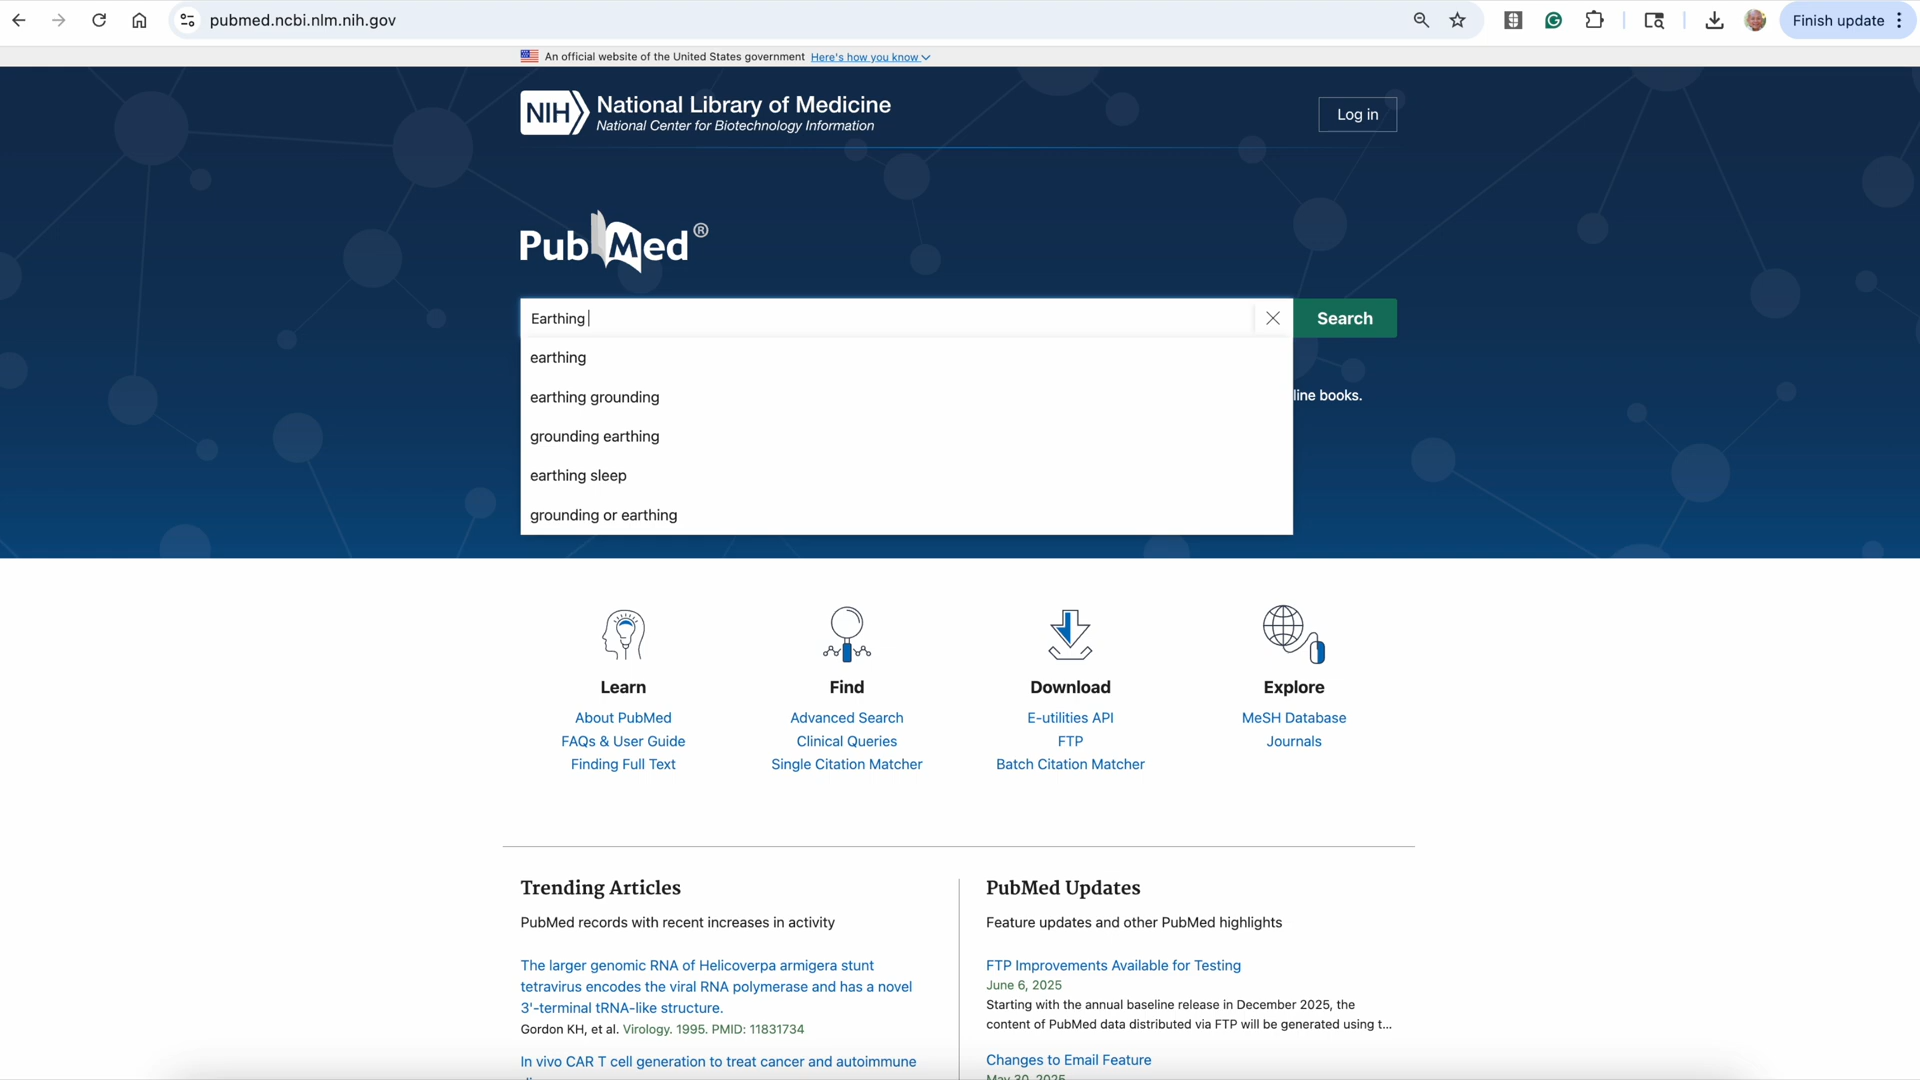 pubmed.ncbi.nlm.nih.gov
Finish update
An official website of the United States government Here's how you know
NIH National Library of Medicine
National Center for Biotechnology Information
Log in
PubMed®
Earthing
Search
earthing
earthing grounding
line books.
grounding earthing
earthing sleep
grounding or earthing
Learn
About PubMed
FAQs & User Guide
Finding Full Text
Find
Advanced Search
Clinical Queries
Single Citation Matcher
Download
E-utilities API
FTP
Batch Citation Matcher
Explore
MeSH Database
Journals
Trending Articles
PubMed records with recent increases in activity
The larger genomic RNA of Helicoverpa armigera stunt
tetravirus encodes the viral RNA polymerase and has a novel
3'-terminal tRNA-like structure.
Gordon KH, et al. Virology. 1995. PMID: 11831734
In vivo CAR T cell generation to treat cancer and autoimmune
PubMed Updates
Feature updates and other PubMed highlights
FTP Improvements Available for Testing
June 6, 2025
Starting with the annual baseline release in December 2025, the
content of PubMed data distributed via FTP will be generated using t...
Changes to Email Feature
May 30, 2025